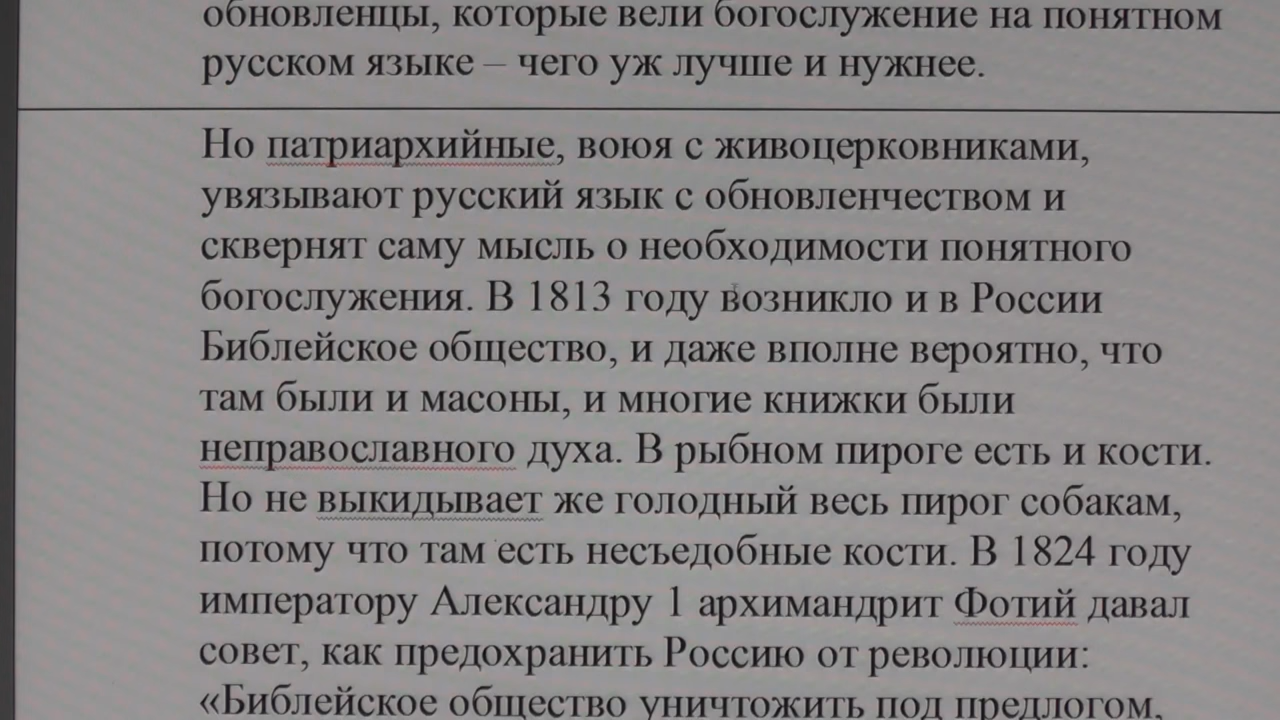 обновленцы, которые вели богослужение на понятном
русском языке – чего уж лучше и нужнее.
Но патриархийные, воюя с живоцерковниками,
увязывают русский язык с обновленчеством и
сквернят саму мысль о необходимости понятного
богослужения. В 1813 году возникло и в России
Библейское общество, и даже вполне вероятно, что
там были и масоны, и многие книжки были
неправославного духа. В рыбном пироге есть и кости.
Но не выкидывает же голодный весь пирог собакам,
потому что там есть несъедобные кости. В 1824 году
императору Александру 1 архимандрит Фотий давал
совет, как предохранить Россию от революции:
«Библейское общество уничтожить под предлогом,